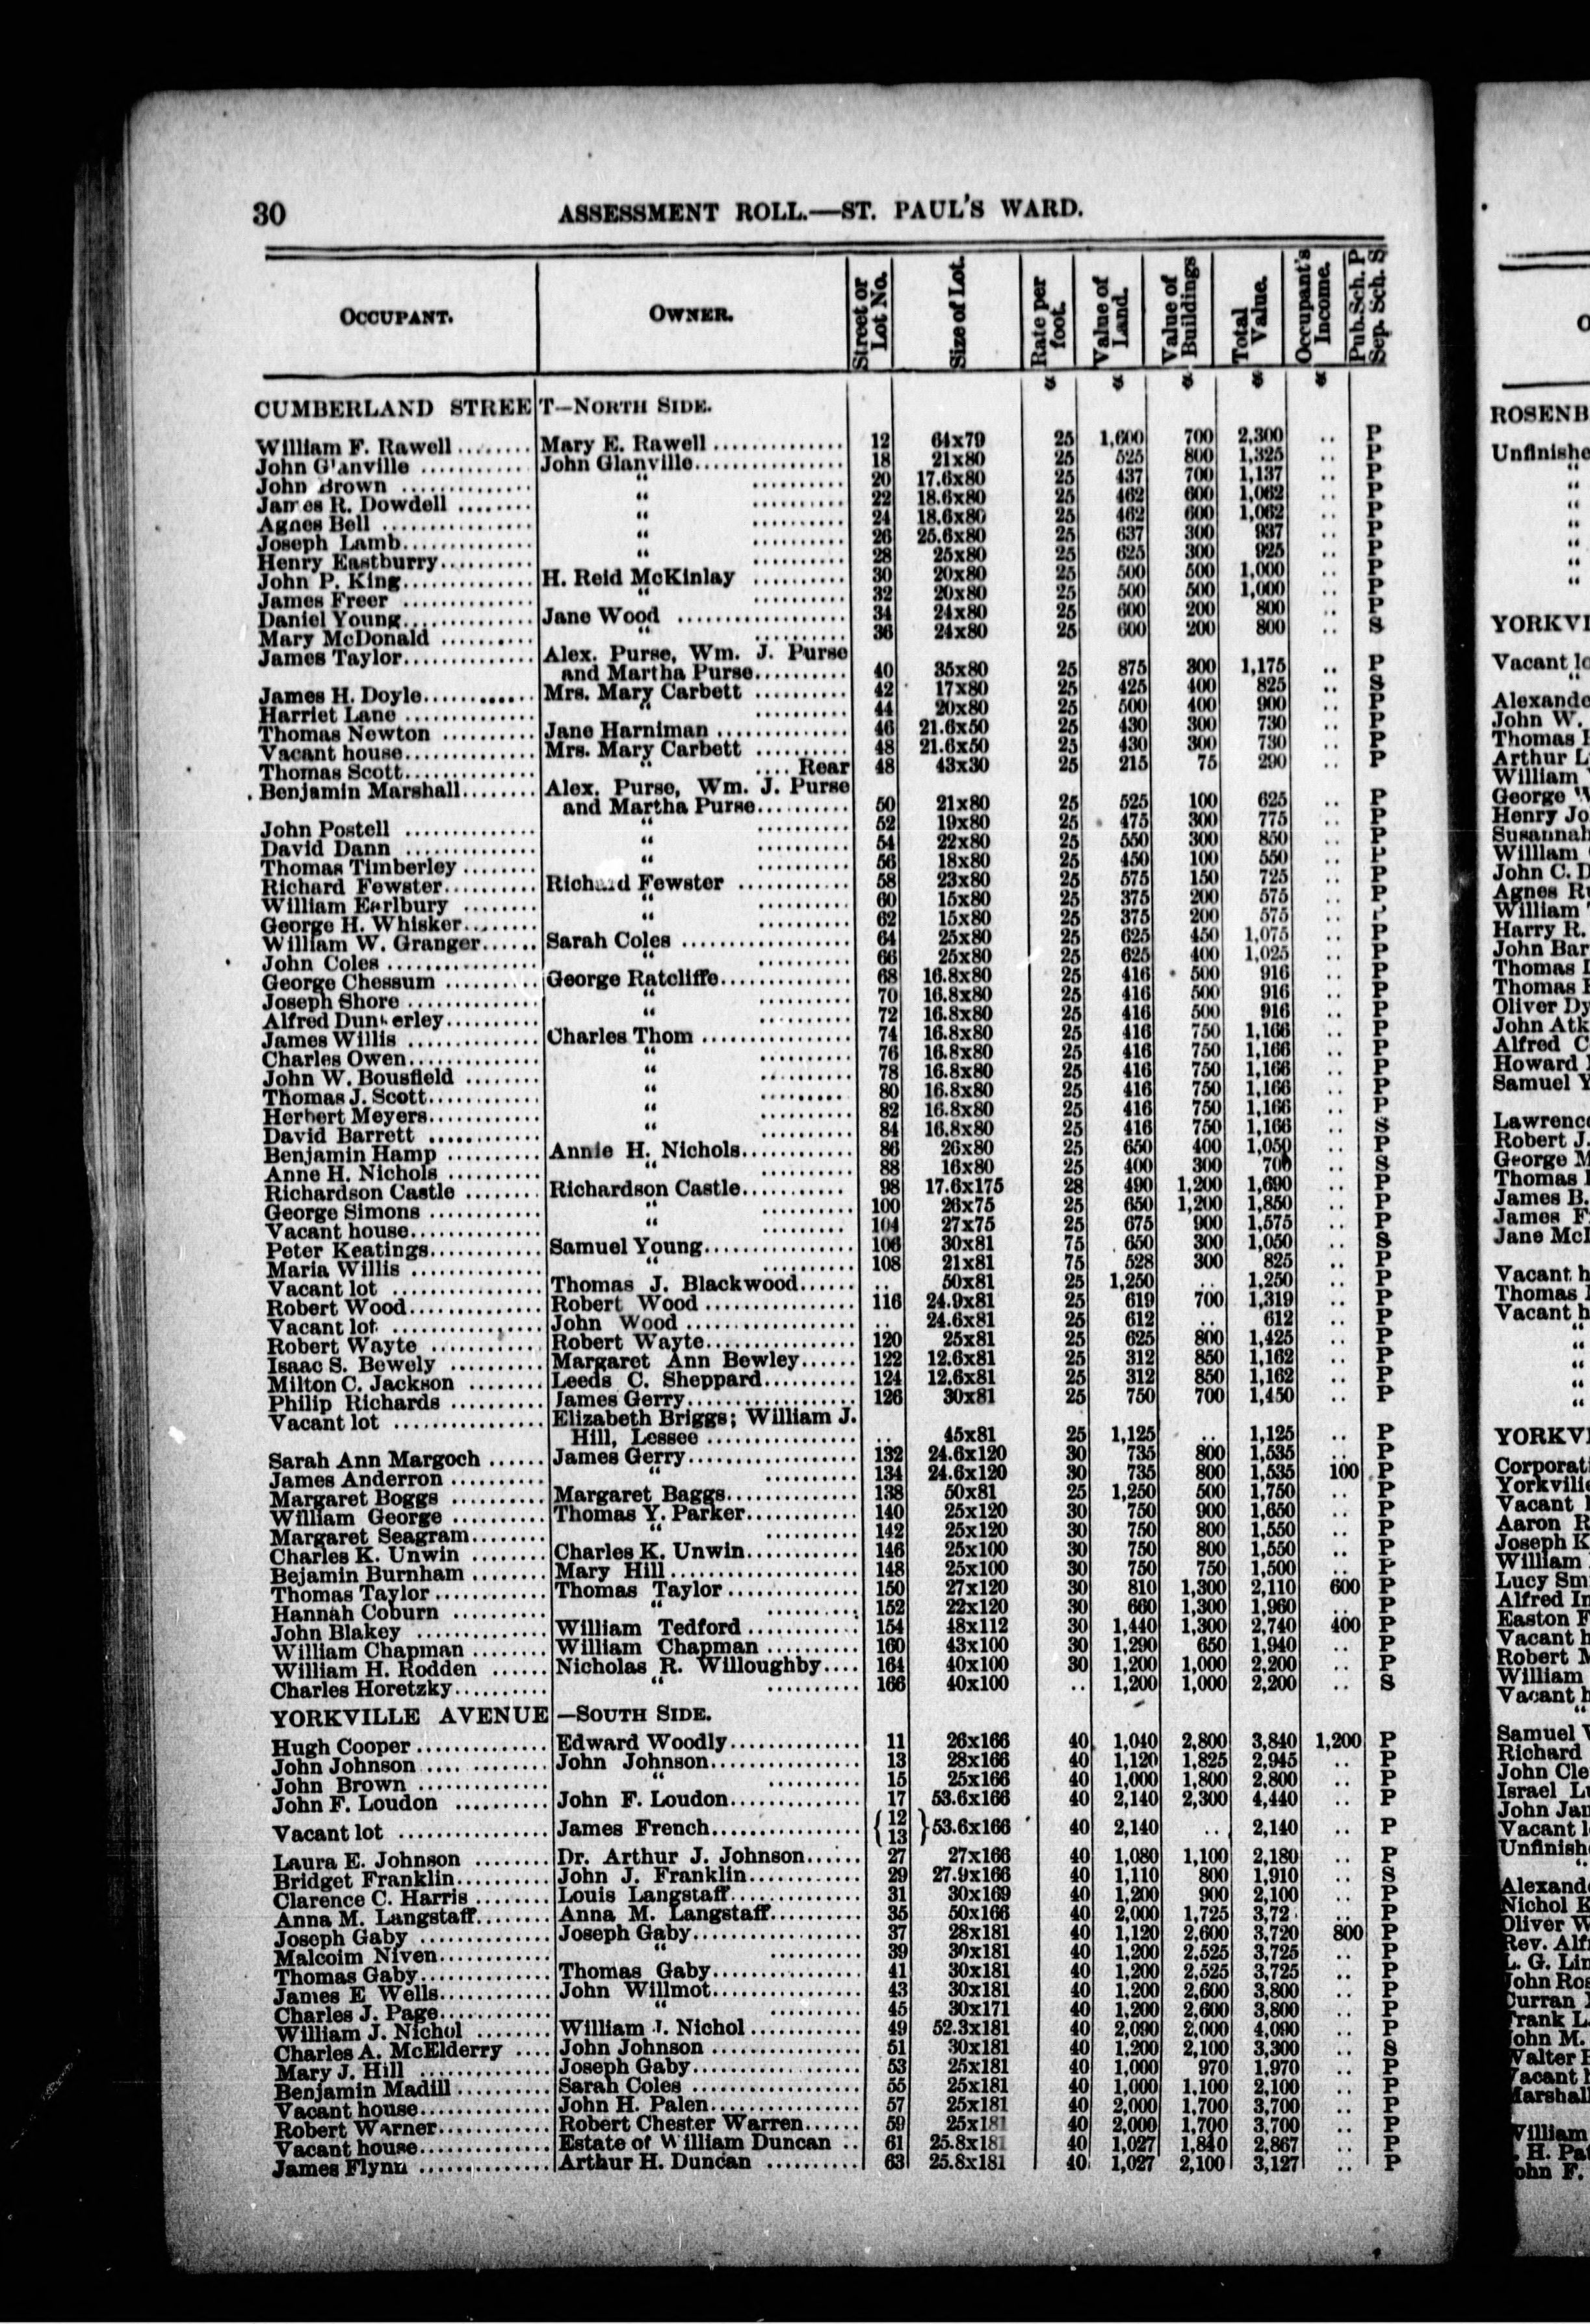 30 ASSESSMENT ROLL.—ST. PAUL'S WARD.
OCCUPANT. OWNER. Street or Lot No. Size of Lot. Rate per foot. Value of Land. Value of Buildings Total Value. Occupant's Income. Pub. Sch. P Sep. Sch. S
CUMBERLAND STREET—NORTH SIDE.
William F. Rawell ........ Mary E. Rawell .............. 12 64x79 25 1,600 700 2,300 .. P
John Glanville ............ John Glanville................ 18 21x80 25 525 800 1,325 .. P
John Brown .............. “ .......... 20 17.6x80 25 437 700 1,137 .. P
James R. Dowdell ........ “ .......... 22 18.6x80 25 462 600 1,062 .. P
Agnes Bell ................ “ .......... 24 18.6x80 25 462 600 1,062 .. P
Joseph Lamb.............. “ .......... 26 25.6x80 25 637 300 937 .. P
Henry Eastburry.......... “ .......... 28 25x80 25 625 300 925 .. P
John P. King.............. H. Reid McKinlay .......... 30 20x80 25 500 500 1,000 .. P
James Freer .............. “ .......... 32 20x80 25 500 500 1,000 .. P
Daniel Young.............. Jane Wood .................. 34 24x80 25 600 200 800 .. P
Mary McDonald .......... “ .......... 36 24x80 25 600 200 800 .. S
James Taylor.............. Alex. Purse, Wm. J. Purse
and Martha Purse.......... 40 35x80 25 875 300 1,175 .. P
James H. Doyle............ Mrs. Mary Carbett .......... 42 17x80 25 425 400 825 .. S
Harriet Lane .............. “ .......... 44 20x80 25 500 400 900 .. P
Thomas Newton .......... Jane Harniman .............. 46 21.6x50 25 430 300 730 .. P
Vacant house.............. Mrs. Mary Carbett .......... 48 21.6x50 25 430 300 730 .. P
Thomas Scott.............. “ .... Rear 48 43x30 25 215 75 290 .. P
Benjamin Marshall........ Alex. Purse, Wm. J. Purse
and Martha Purse.......... 50 21x80 25 525 100 625 .. P
John Postell .............. “ .......... 52 19x80 25 475 300 775 .. P
David Dann .............. “ .......... 54 22x80 25 550 300 850 .. P
Thomas Timberley ........ “ .......... 56 18x80 25 450 100 550 .. P
Richard Fewster.......... Richard Fewster ............ 58 23x80 25 575 150 725 .. P
William Earlbury ........ “ .......... 60 15x80 25 375 200 575 .. P
George H. Whisker........ “ .......... 62 15x80 25 375 200 575 ..
William W. Granger...... Sarah Coles .................. 64 25x80 25 625 450 1,075 .. P
John Coles ................ “ .......... 66 25x80 25 625 400 1,025 .. P
George Chessum .......... George Ratcliffe.............. 68 16.8x80 25 416 500 916 .. P
Joseph Shore .............. “ .......... 70 16.8x80 25 416 500 916 .. P
Alfred Dunkerley.......... “ .......... 72 16.8x80 25 416 500 916 .. P
James Willis .............. Charles Thom ................ 74 16.8x80 25 416 750 1,166 .. P
Charles Owen.............. “ .......... 76 16.8x80 25 416 750 1,166 .. P
John W. Bousfield ........ “ .......... 78 16.8x80 25 416 750 1,166 .. P
Thomas J. Scott............ “ .......... 80 16.8x80 25 416 750 1,166 .. P
Herbert Meyers............ “ .......... 82 16.8x80 25 416 750 1,166 .. P
David Barrett ............ “ .......... 84 16.8x80 25 416 750 1,166 .. S
Benjamin Hamp .......... Annie H. Nichols............ 86 26x80 25 650 400 1,050 .. P
Anne H. Nichols .......... “ .......... 88 16x80 25 400 300 700 .. S
Richardson Castle ........ Richardson Castle.......... 98 17.6x175 28 490 1,200 1,690 .. P
George Simons ............ “ .......... 100 26x75 25 650 1,200 1,850 .. P
Vacant house.............. “ .......... 104 27x75 25 675 900 1,575 .. P
Peter Keatings............ Samuel Young................ 106 30x81 75 650 300 1,050 .. S
Maria Willis .............. “ .......... 108 21x81 75 528 300 825 .. P
Vacant lot ................ Thomas J. Blackwood...... .. 50x81 25 1,250 .. 1,250 .. P
Robert Wood.............. Robert Wood ................ 116 24.9x81 25 619 700 1,319 .. P
Vacant lot ................ John Wood .................. .. 24.6x81 25 612 .. 612 .. P
Robert Wayte ............ Robert Wayte................ 120 25x81 25 625 800 1,425 .. P
Isaac S. Bewely .......... Margaret Ann Bewley...... 122 12.6x81 25 312 850 1,162 .. P
Milton C. Jackson ........ Leeds C. Sheppard.......... 124 12.6x81 25 312 850 1,162 .. P
Philip Richards .......... James Gerry.................. 126 30x81 25 750 700 1,450 .. P
Vacant lot ................ Elizabeth Briggs; William J.
Hill, Lessee ................ .. 45x81 25 1,125 .. 1,125 .. P
Sarah Ann Margoch ...... James Gerry.................. 132 24.6x120 30 735 800 1,535 .. P
James Anderron .......... “ .......... 134 24.6x120 30 735 800 1,535 100 P
Margaret Boggs .......... Margaret Baggs.............. 138 50x81 25 1,250 500 1,750 .. P
William George .......... Thomas Y. Parker............ 140 25x120 30 750 900 1,650 .. P
Margaret Seagram........ “ .......... 142 25x120 30 750 800 1,550 .. P
Charles K. Unwin ........ Charles K. Unwin............ 146 25x100 30 750 800 1,550 .. P
Bejamin Burnham ........ Mary Hill .................... 148 25x100 30 750 750 1,500 .. P
Thomas Taylor............ Thomas Taylor.............. 150 27x120 30 810 1,300 2,110 600 P
Hannah Coburn .......... “ .......... 152 22x120 30 660 1,300 1,960 .. P
John Blakey .............. William Tedford ............ 154 48x112 30 1,440 1,300 2,740 400 P
William Chapman ........ William Chapman .......... 160 43x100 30 1,290 650 1,940 .. P
William H. Rodden ...... Nicholas R. Willoughby.... 164 40x100 30 1,200 1,000 2,200 .. P
Charles Horetzky.......... “ .......... 166 40x100 .. 1,200 1,000 2,200 .. S
YORKVILLE AVENUE—SOUTH SIDE.
Hugh Cooper .............. Edward Woodly.............. 11 26x166 40 1,040 2,800 3,840 1,200 P
John Johnson.............. John Johnson................ 13 28x166 40 1,120 1,825 2,945 .. P
John Brown .............. “ .......... 15 25x166 40 1,000 1,800 2,800 .. P
John F. Loudon .......... John F. Loudon.............. 17 53.6x166 40 2,140 2,300 4,440 .. P
Vacant lot ................ James French................ {12 13} 53.6x166 40 2,140 .. 2,140 .. P
Laura E. Johnson ........ Dr. Arthur J. Johnson...... 27 27x166 40 1,080 1,100 2,180 .. P
Bridget Franklin.......... John J. Franklin............ 29 27.9x166 40 1,110 800 1,910 .. S
Clarence C. Harris ........ Louis Langstaff.............. 31 30x169 40 1,200 900 2,100 .. P
Anna M. Langstaff........ Anna M. Langstaff.......... 35 50x166 40 2,000 1,725 3,72 .. P
Joseph Gaby .............. Joseph Gaby.................. 37 28x181 40 1,120 2,600 3,720 800 P
Malcoim Niven............ “ .......... 39 30x181 40 1,200 2,525 3,725 .. P
Thomas Gaby.............. Thomas Gaby................ 41 30x181 40 1,200 2,525 3,725 .. P
James E Wells............ John Willmot................ 43 30x181 40 1,200 2,600 3,800 .. P
Charles J. Page............ “ .......... 45 30x171 40 1,200 2,600 3,800 .. P
William J. Nichol ........ William J. Nichol ............ 49 52.3x181 40 2,090 2,000 4,090 .. P
Charles A. McElderry .... John Johnson ................ 51 30x181 40 1,200 2,100 3,300 .. S
Mary J. Hill .............. Joseph Gaby.................. 53 25x181 40 1,000 970 1,970 .. P
Benjamin Madill.......... Sarah Coles .................. 55 25x181 40 1,000 1,100 2,100 .. P
Vacant house.............. John H. Palen................ 57 25x181 40 2,000 1,700 3,700 .. P
Robert Warner............ Robert Chester Warren...... 59 25x181 40 2,000 1,700 3,700 .. P
Vacant house.............. Estate of William Duncan .. 61 25.8x181 40 1,027 1,840 2,867 .. P
James Flynn .............. Arthur H. Duncan .......... 63 25.8x181 40 1,027 2,100 3,127 .. P